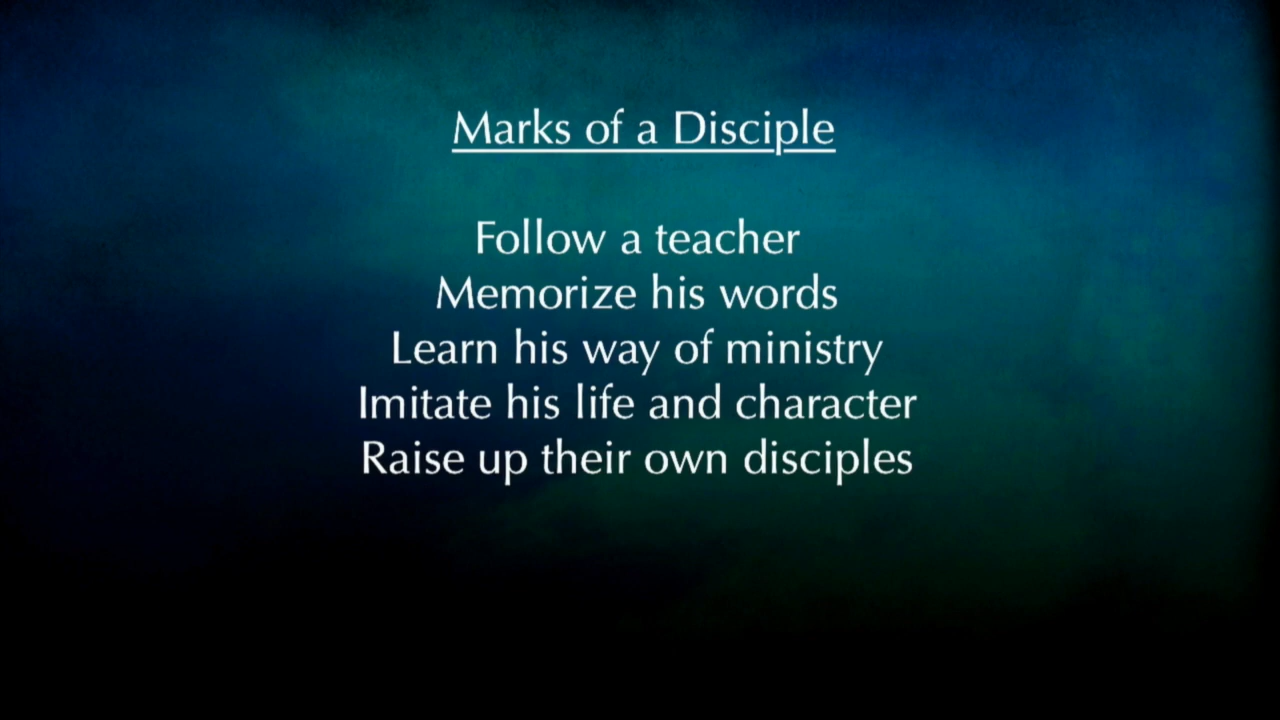 Marks of a Disciple
Follow a teacher
Memorize his words
Learn his way of ministry
Imitate his life and character
Raise up their own disciples